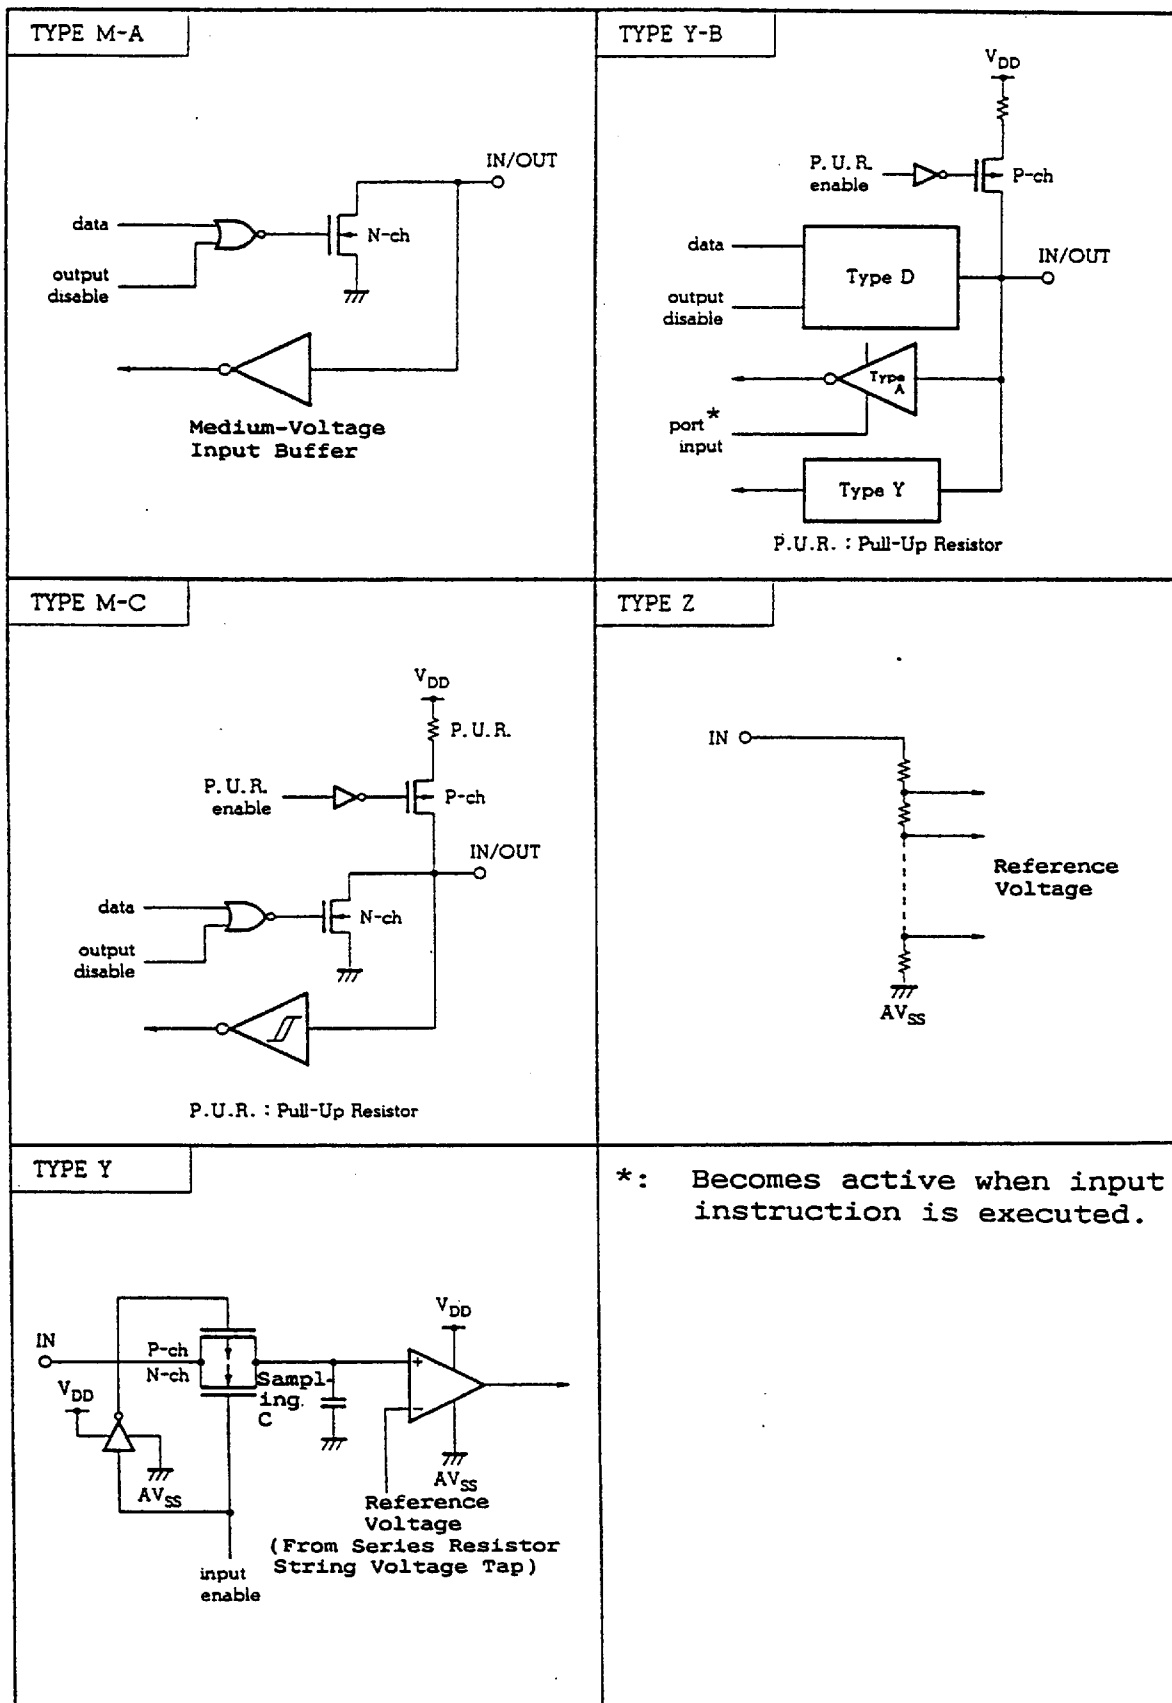 TYPE M-A
IN/OUT
data
N-ch
output
disable
Medium-Voltage
Input Buffer
TYPE Y-B
VDD
P.U.R.
enable
P-ch
data
Type D
IN/OUT
output
disable
Type
A
port*
input
Type Y
P.U.R. : Pull-Up Resistor
TYPE M-C
VDD
P.U.R.
P.U.R.
enable
P-ch
IN/OUT
data
N-ch
output
disable
P.U.R. : Pull-Up Resistor
TYPE Z
IN
Reference
Voltage
AVSS
TYPE Y
VDD
IN
P-ch
N-ch
Sampl-
ing.
C
+
−
VDD
AVSS
AVSS
Reference
Voltage
(From Series Resistor
String Voltage Tap)
input
enable
*: Becomes active when input
instruction is executed.